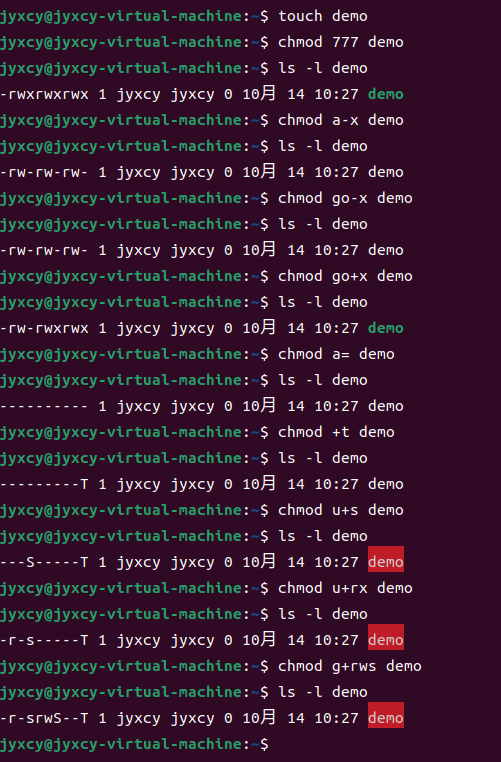 jyxcy@jyxcy-virtual-machine:~$ touch demo
jyxcy@jyxcy-virtual-machine:~$ chmod 777 demo
jyxcy@jyxcy-virtual-machine:~$ ls -l demo
-rwxrwxrwx 1 jyxcy jyxcy 0 10月 14 10:27 demo
jyxcy@jyxcy-virtual-machine:~$ chmod a-x demo
jyxcy@jyxcy-virtual-machine:~$ ls -l demo
-rw-rw-rw- 1 jyxcy jyxcy 0 10月 14 10:27 demo
jyxcy@jyxcy-virtual-machine:~$ chmod go-x demo
jyxcy@jyxcy-virtual-machine:~$ ls -l demo
-rw-rw-rw- 1 jyxcy jyxcy 0 10月 14 10:27 demo
jyxcy@jyxcy-virtual-machine:~$ chmod go+x demo
jyxcy@jyxcy-virtual-machine:~$ ls -l demo
-rw-rwxrwx 1 jyxcy jyxcy 0 10月 14 10:27 demo
jyxcy@jyxcy-virtual-machine:~$ chmod a= demo
jyxcy@jyxcy-virtual-machine:~$ ls -l demo
---------- 1 jyxcy jyxcy 0 10月 14 10:27 demo
jyxcy@jyxcy-virtual-machine:~$ chmod +t demo
jyxcy@jyxcy-virtual-machine:~$ ls -l demo
---------T 1 jyxcy jyxcy 0 10月 14 10:27 demo
jyxcy@jyxcy-virtual-machine:~$ chmod u+s demo
jyxcy@jyxcy-virtual-machine:~$ ls -l demo
---S-----T 1 jyxcy jyxcy 0 10月 14 10:27 demo
jyxcy@jyxcy-virtual-machine:~$ chmod u+rx demo
jyxcy@jyxcy-virtual-machine:~$ ls -l demo
-r-s-----T 1 jyxcy jyxcy 0 10月 14 10:27 demo
jyxcy@jyxcy-virtual-machine:~$ chmod g+rws demo
jyxcy@jyxcy-virtual-machine:~$ ls -l demo
-r-srwS--T 1 jyxcy jyxcy 0 10月 14 10:27 demo
jyxcy@jyxcy-virtual-machine:~$